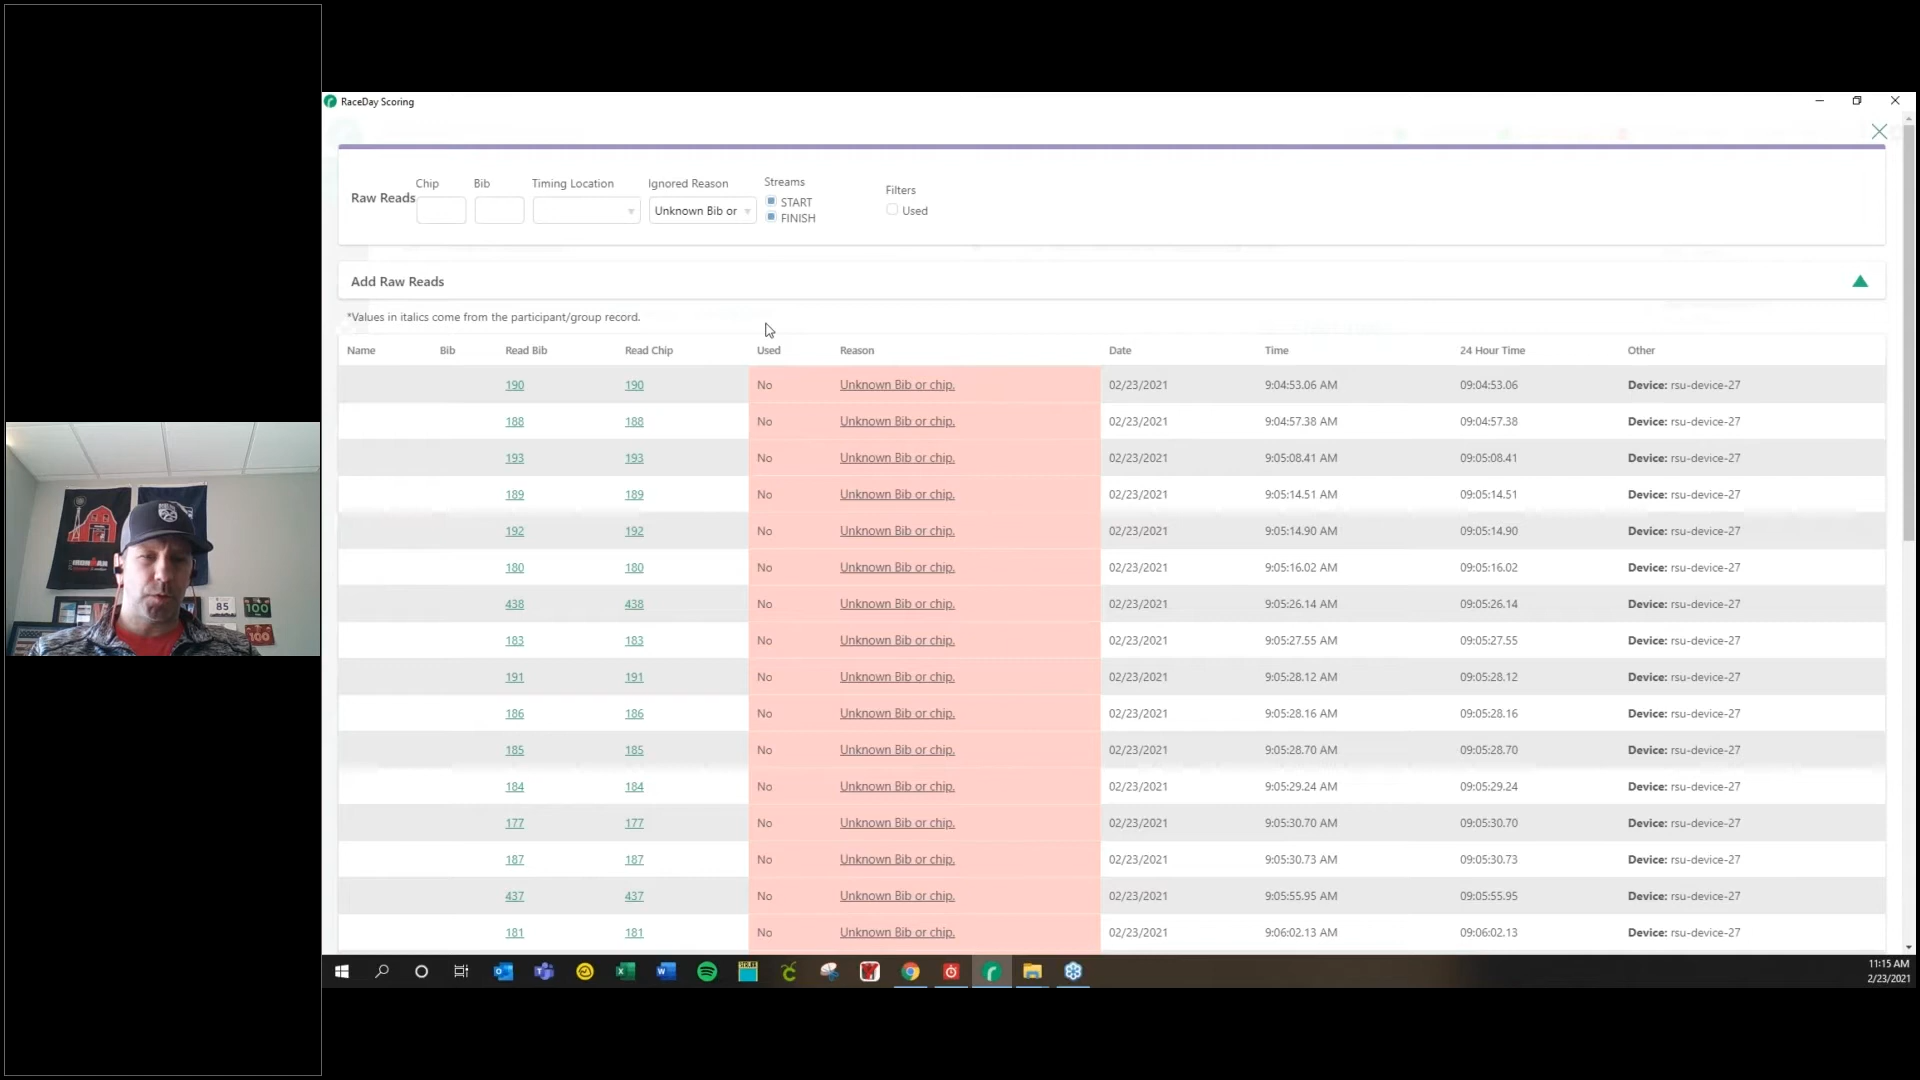 RaceDay Scoring
Raw Reads
Chip
Bib
Timing Location
Ignored Reason
Unknown Bib or
Streams
START
FINISH
Filters
Used
Add Raw Reads
*Values in italics come from the participant/group record.
Name Bib Read Bib Read Chip Used Reason Date Time 24 Hour Time Other
190 190 No Unknown Bib or chip. 02/23/2021 9:04:53.06 AM 09:04:53.06 Device: rsu-device-27
188 188 No Unknown Bib or chip. 02/23/2021 9:04:57.38 AM 09:04:57.38 Device: rsu-device-27
193 193 No Unknown Bib or chip. 02/23/2021 9:05:08.41 AM 09:05:08.41 Device: rsu-device-27
189 189 No Unknown Bib or chip. 02/23/2021 9:05:14.51 AM 09:05:14.51 Device: rsu-device-27
192 192 No Unknown Bib or chip. 02/23/2021 9:05:14.90 AM 09:05:14.90 Device: rsu-device-27
180 180 No Unknown Bib or chip. 02/23/2021 9:05:16.02 AM 09:05:16.02 Device: rsu-device-27
438 438 No Unknown Bib or chip. 02/23/2021 9:05:26.14 AM 09:05:26.14 Device: rsu-device-27
183 183 No Unknown Bib or chip. 02/23/2021 9:05:27.55 AM 09:05:27.55 Device: rsu-device-27
191 191 No Unknown Bib or chip. 02/23/2021 9:05:28.12 AM 09:05:28.12 Device: rsu-device-27
186 186 No Unknown Bib or chip. 02/23/2021 9:05:28.16 AM 09:05:28.16 Device: rsu-device-27
185 185 No Unknown Bib or chip. 02/23/2021 9:05:28.70 AM 09:05:28.70 Device: rsu-device-27
184 184 No Unknown Bib or chip. 02/23/2021 9:05:29.24 AM 09:05:29.24 Device: rsu-device-27
177 177 No Unknown Bib or chip. 02/23/2021 9:05:30.70 AM 09:05:30.70 Device: rsu-device-27
187 187 No Unknown Bib or chip. 02/23/2021 9:05:30.73 AM 09:05:30.73 Device: rsu-device-27
437 437 No Unknown Bib or chip. 02/23/2021 9:05:55.95 AM 09:05:55.95 Device: rsu-device-27
181 181 No Unknown Bib or chip. 02/23/2021 9:06:02.13 AM 09:06:02.13 Device: rsu-device-27
11:15 AM
2/23/2021
IRONMAN
85
100
100